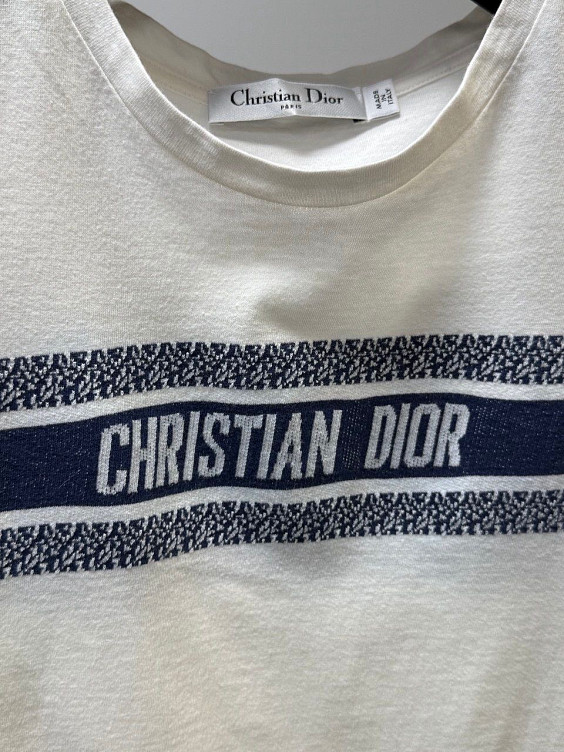 Christian Dior
PARIS
MADE
IN
ITALY
CHRISTIAN DIOR